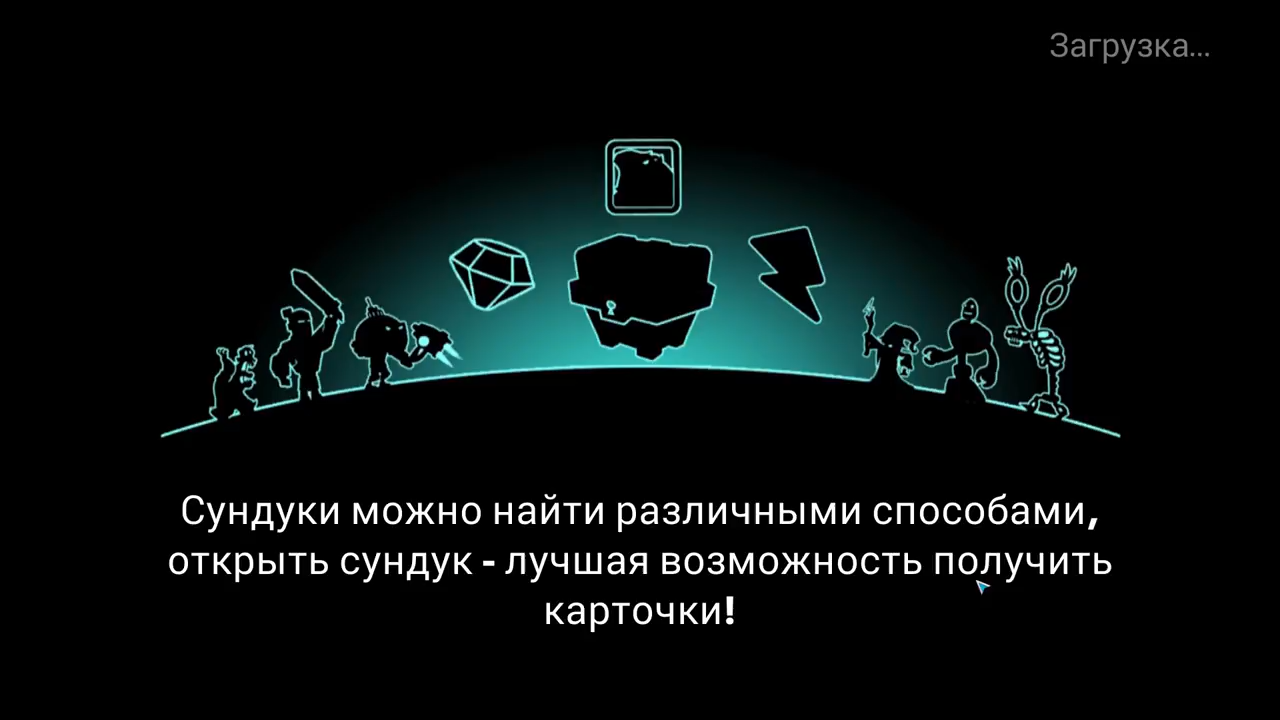 Загрузка...
Сундуки можно найти различными способами,
открыть сундук - лучшая возможность получить
карточки!